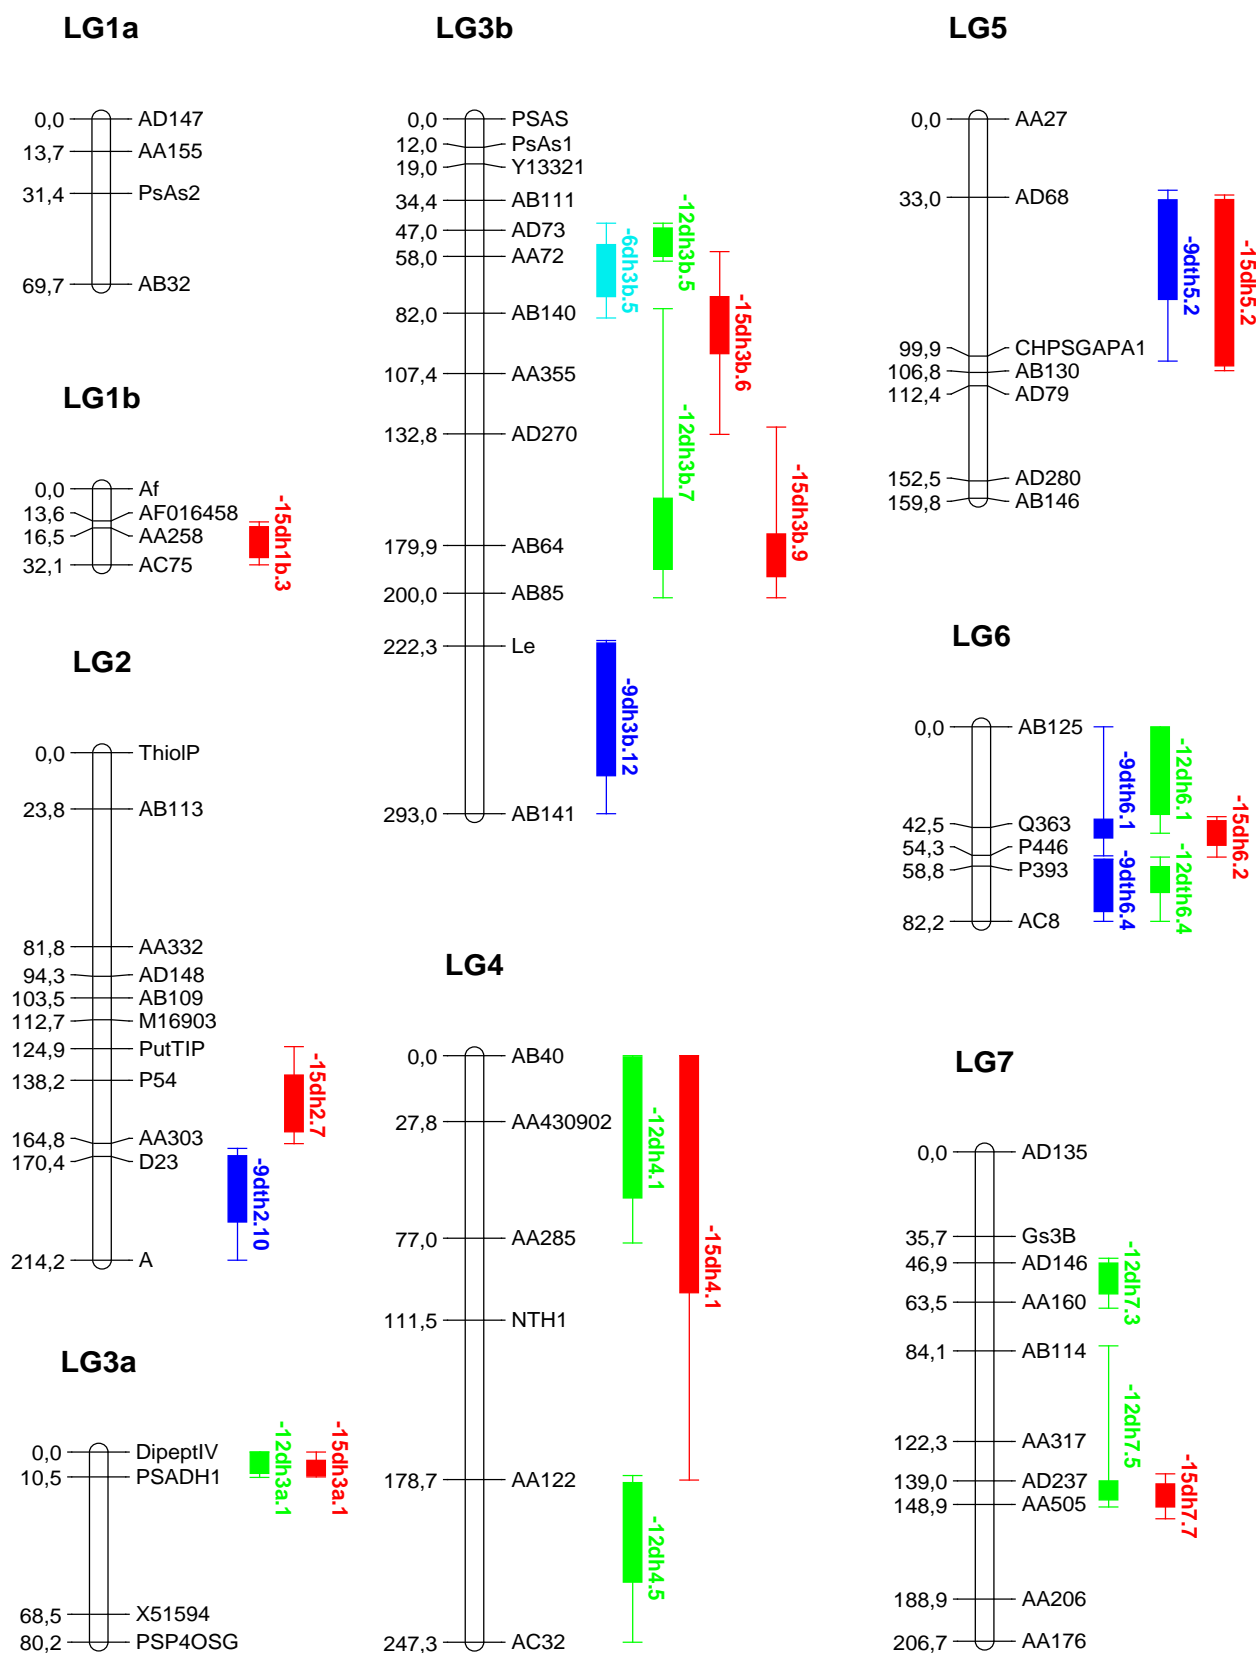 LG1a
0,0 AD147
13,7 AA155
31,4 PsAs2
69,7 AB32
LG1b
0,0 Af
13,6 AF016458
16,5 AA258
32,1 AC75
-15dh1b.3
LG2
0,0 ThiolP
23,8 AB113
81,8 AA332
94,3 AD148
103,5 AB109
112,7 M16903
124,9 PutTIP
138,2 P54
164,8 AA303
170,4 D23
214,2 A
-9dth2.10
-15dh2.7
LG3a
0,0 DipeptIV
10,5 PSADH1
68,5 X51594
80,2 PSP4OSG
-12dh3a.1
-15dh3a.1
LG3b
0,0 PSAS
12,0 PsAs1
19,0 Y13321
34,4 AB111
47,0 AD73
58,0 AA72
82,0 AB140
107,4 AA355
132,8 AD270
179,9 AB64
200,0 AB85
222,3 Le
293,0 AB141
-6dh3b.5
-9dh3b.12
-12dh3b.5
-12dh3b.7
-15dh3b.6
-15dh3b.9
LG4
0,0 AB40
27,8 AA430902
77,0 AA285
111,5 NTH1
178,7 AA122
247,3 AC32
-12dh4.1
-12dh4.5
-15dh4.1
LG5
0,0 AA27
33,0 AD68
99,9 CHPSGAPA1
106,8 AB130
112,4 AD79
152,5 AD280
159,8 AB146
-9dth5.2
-15dh5.2
LG6
0,0 AB125
42,5 Q363
54,3 P446
58,8 P393
82,2 AC8
-9dth6.1
-9dth6.4
-12dh6.1
-12dth6.4
-15dh6.2
LG7
0,0 AD135
35,7 Gs3B
46,9 AD146
63,5 AA160
84,1 AB114
122,3 AA317
139,0 AD237
148,9 AA505
188,9 AA206
206,7 AA176
-12dh7.3
-12dh7.5
-15dh7.7